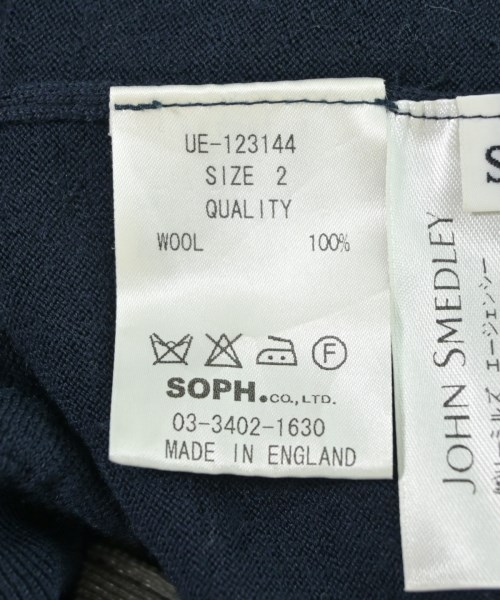 UE-123144
SIZE 2
QUALITY
WOOL 100%
F
SOPH.CO.,LTD.
03-3402-1630
MADE IN ENGLAND
JOHN SMEDLEY
S
エージェンシー